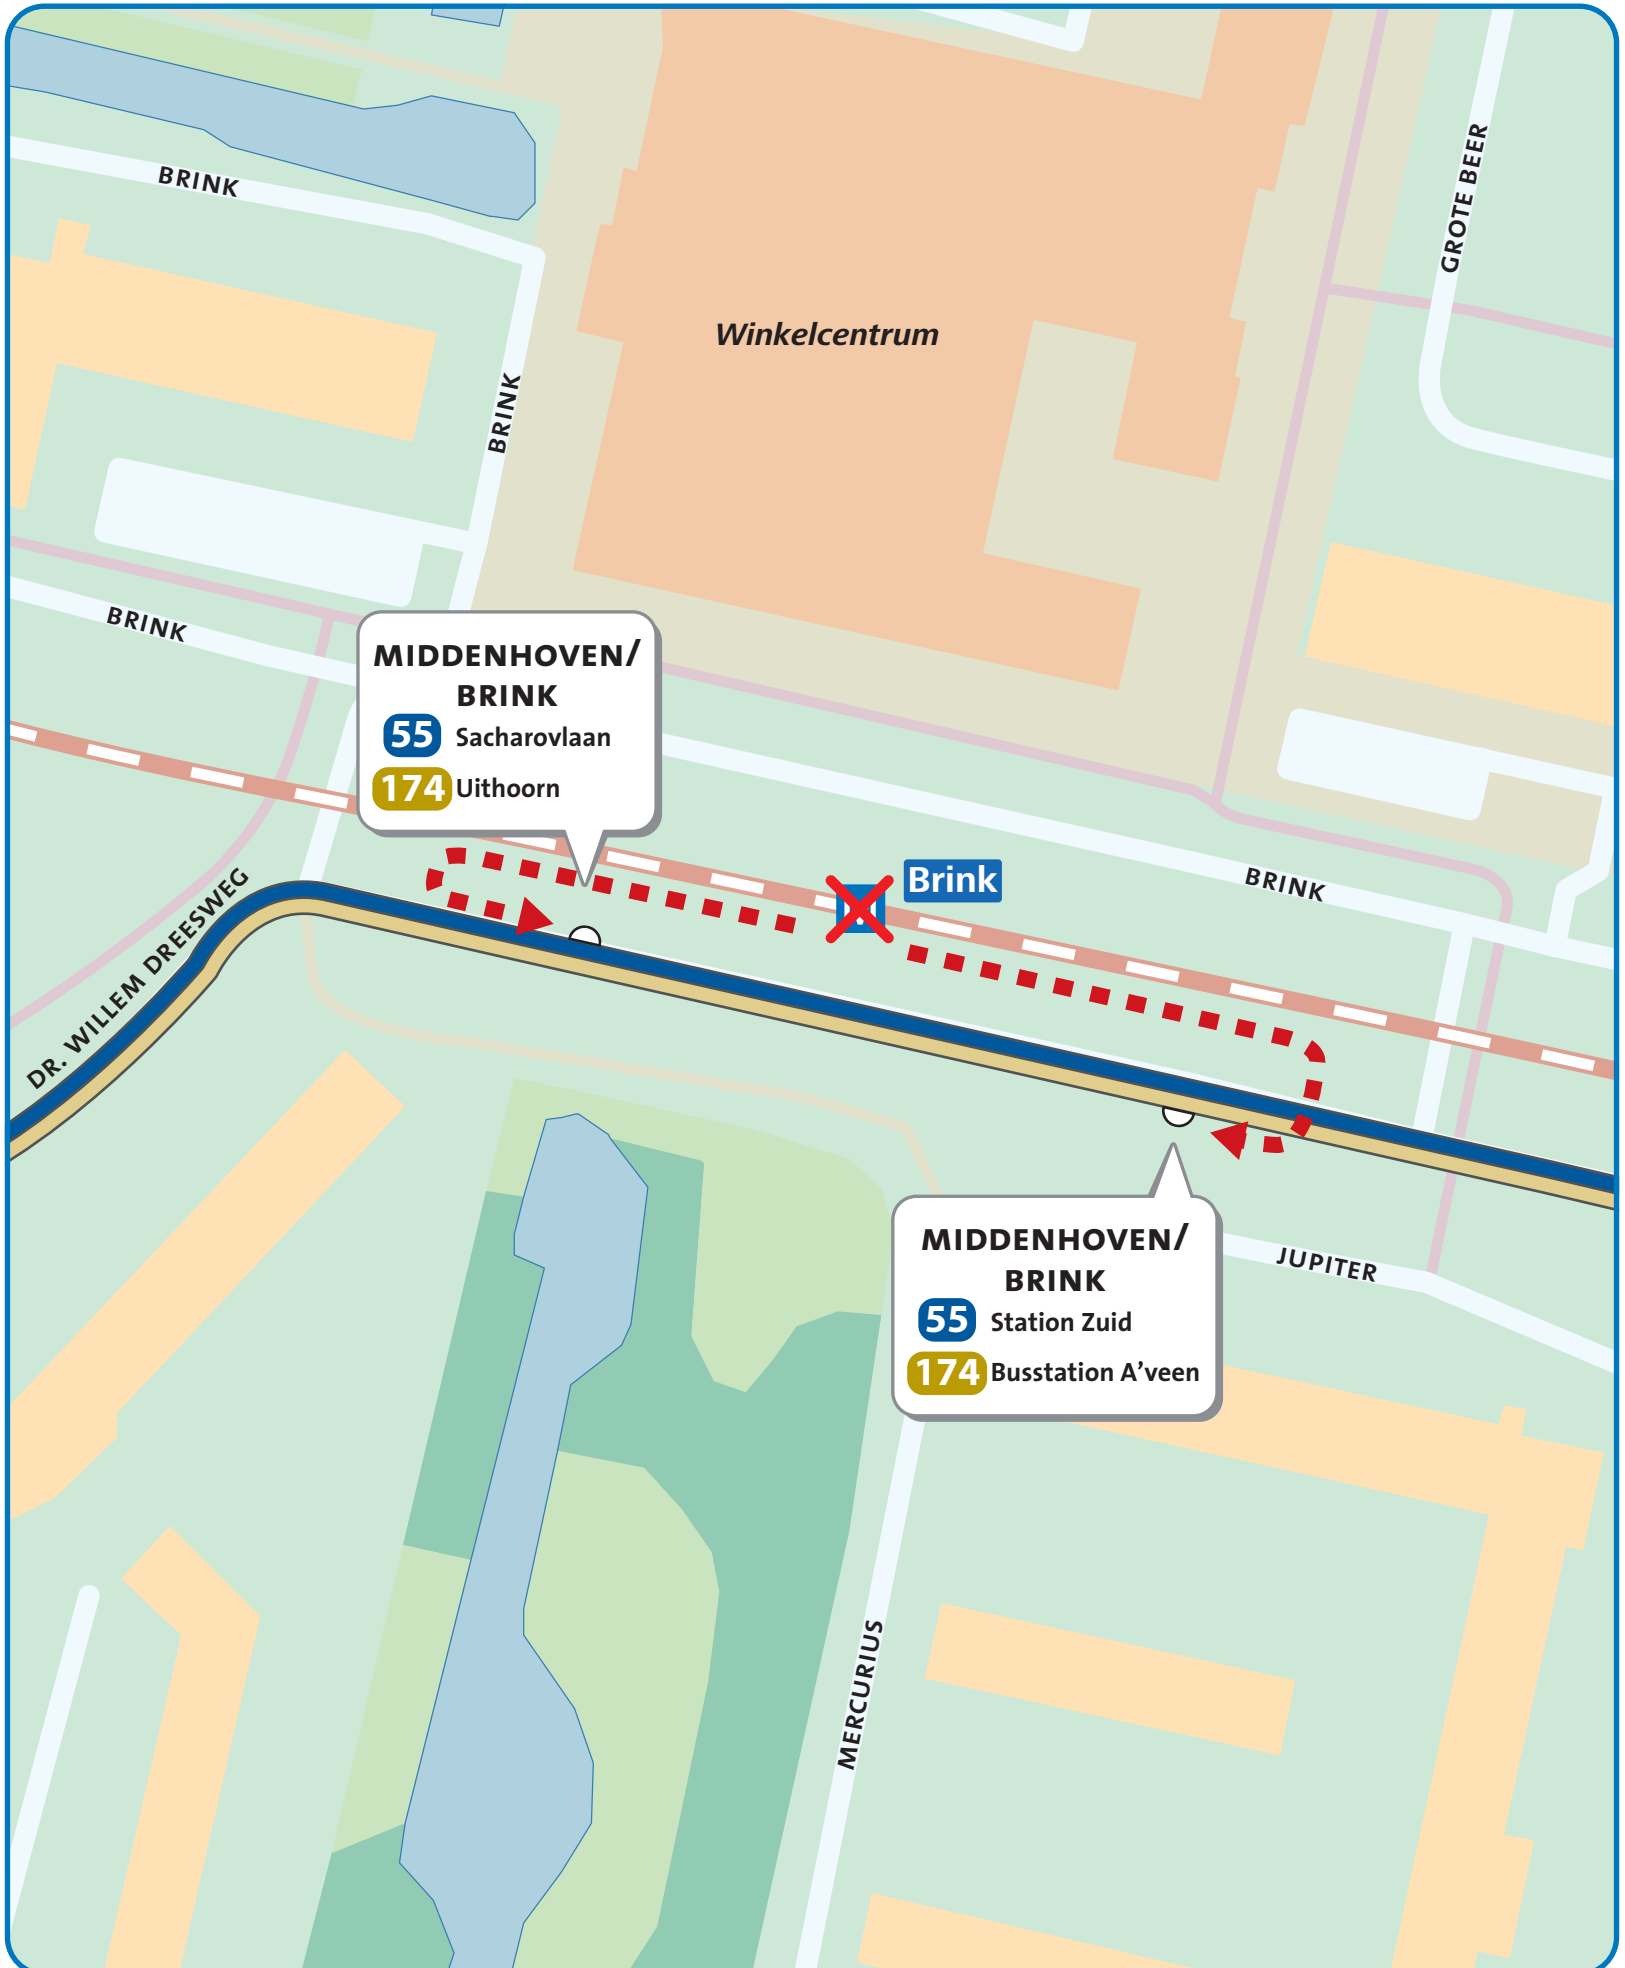 BRINK
GROTE BEER
Winkelcentrum
BRINK
BRINK
MIDDENHOVEN/
BRINK
55 Sacharovlaan
174 Uithoorn
Brink
BRINK
DR. WILLEM DREESWEG
MIDDENHOVEN/
BRINK
55 Station Zuid
174 Busstation A’veen
JUPITER
MERCURIUS